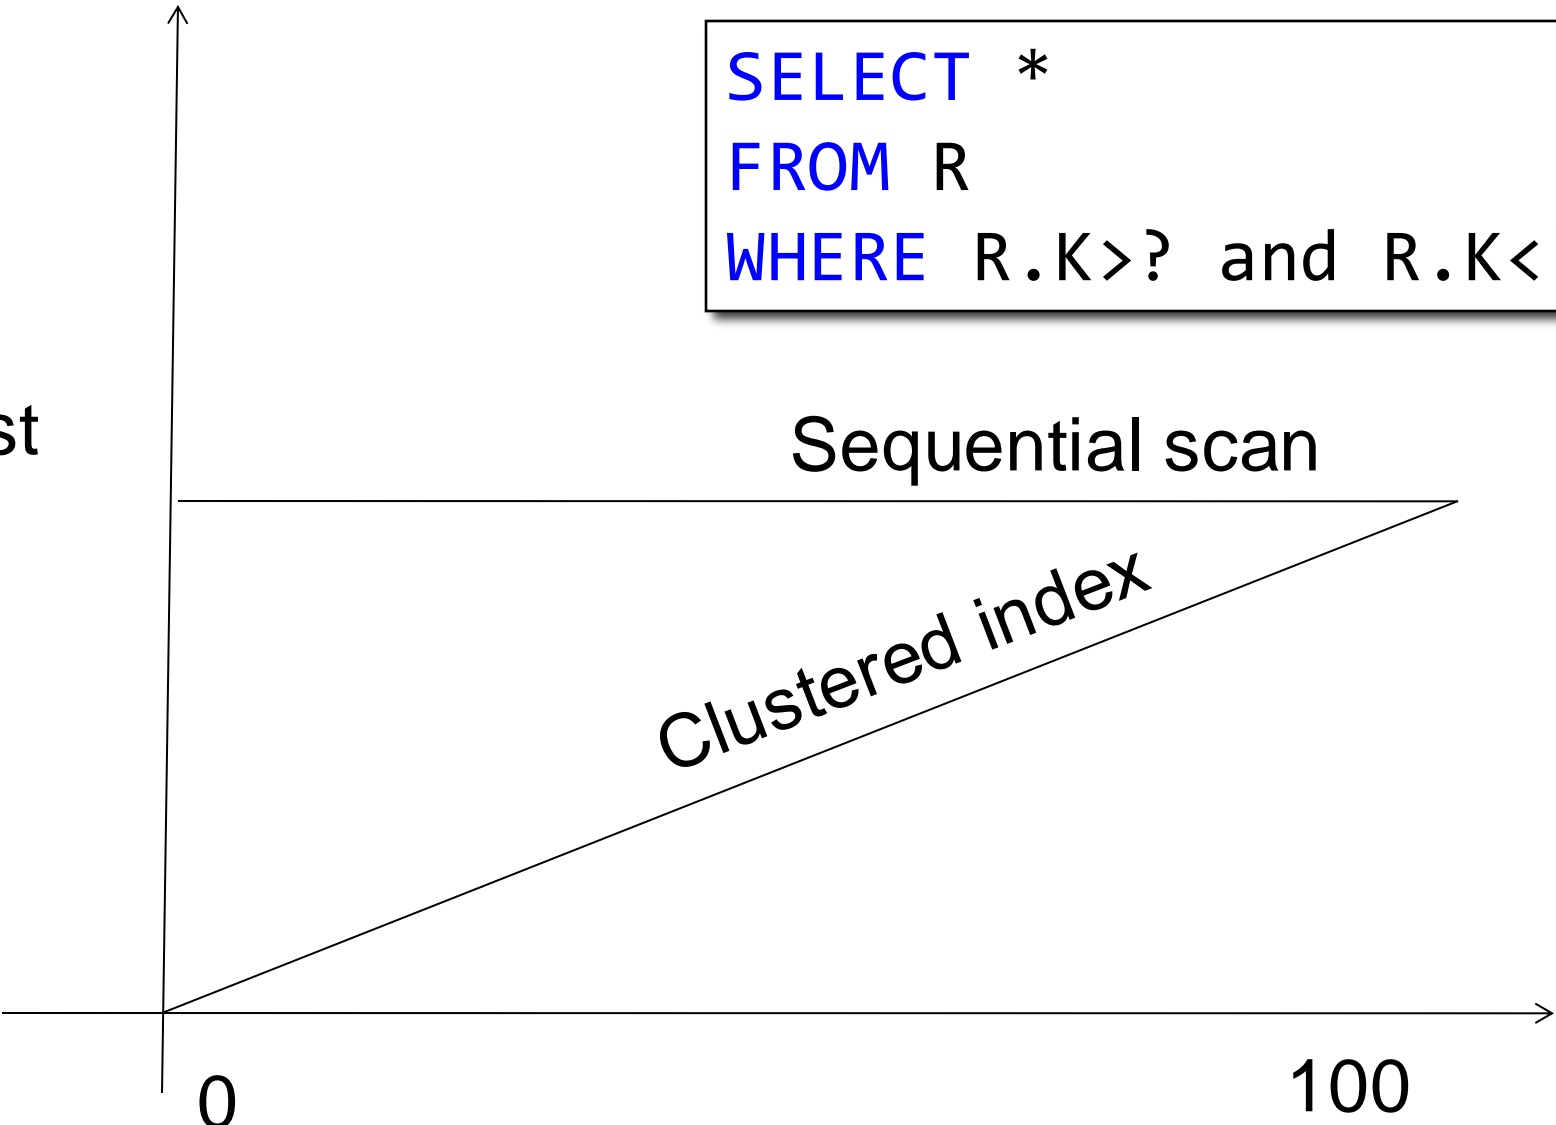 SELECT *
FROM R
WHERE R.K>? and R.K<
st
Sequential scan
Clustered index
0
100